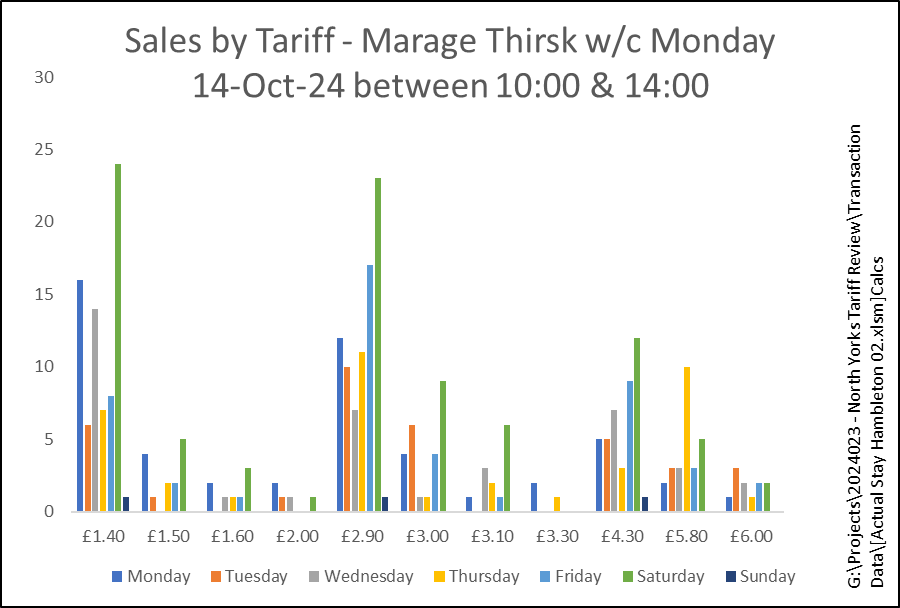 Sales by Tariff - Marage Thirsk w/c Monday
14-Oct-24 between 10:00 & 14:00
30
25
20
15
10
5
0
£1.40 £1.50 £1.60 £2.00 £2.90 £3.00 £3.10 £3.30 £4.30 £5.80 £6.00
Monday Tuesday Wednesday Thursday Friday Saturday Sunday
G:\Projects\2024023 - North Yorks Tariff Review\Transaction
Data\[Actual Stay Hambleton 02.xlsm]Calcs